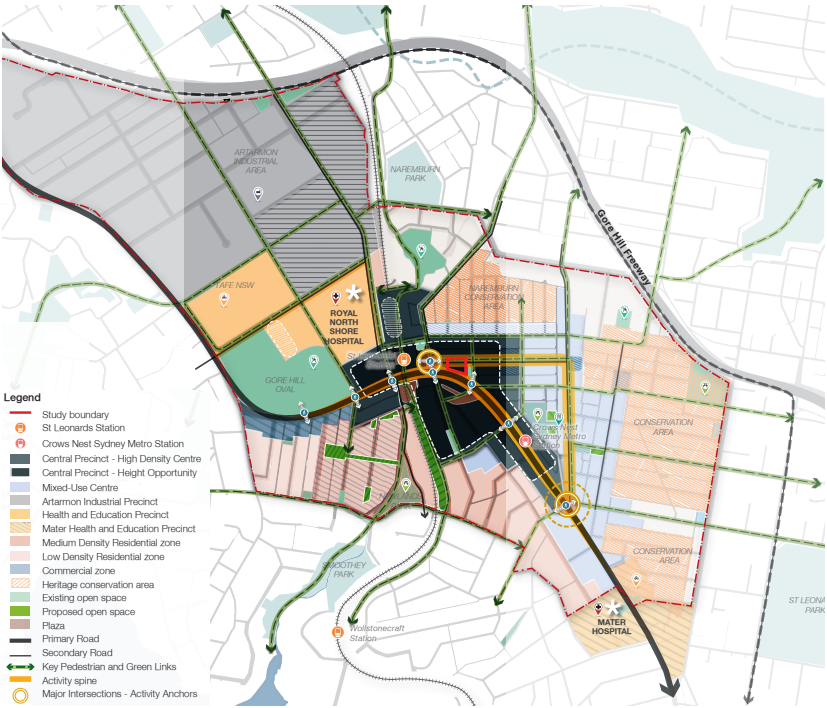 ARTARMON
INDUSTRIAL
AREA
NAREMBURN
PARK
Gore Hill Freeway
TAFE NSW
ROYAL
NORTH
SHORE
HOSPITAL
NAREMBURN
CONSERVATION
AREA
GORE HILL
OVAL
Crows Nest
Sydney Metro
Station
CONSERVATION
AREA
CONSERVATION
AREA
SMOOTHEY
PARK
Wollstonecraft
Station
MATER
HOSPITAL
ST LEONA
PARK
Legend
Study boundary
St Leonards Station
Crows Nest Sydney Metro Station
Central Precinct - High Density Centre
Central Precinct - Height Opportunity
Mixed-Use Centre
Artarmon Industrial Precinct
Health and Education Precinct
Mater Health and Education Precinct
Medium Density Residential zone
Low Density Residential zone
Commercial zone
Heritage conservation area
Existing open space
Proposed open space
Plaza
Primary Road
Secondary Road
Key Pedestrian and Green Links
Activity spine
Major Intersections - Activity Anchors